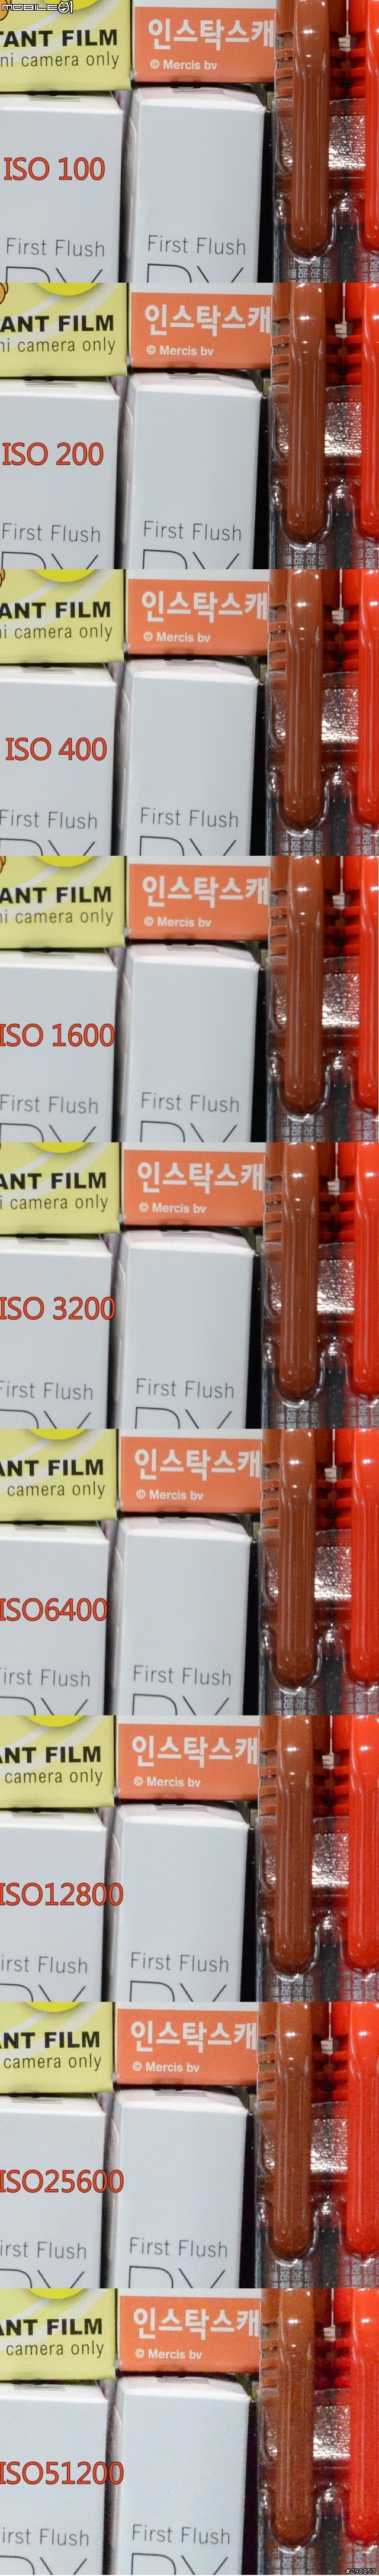 MOBILE01
TANT FILM
ni camera only
인스탁스캐
© Mercis bv
ISO 100
First Flush
First Flush
ANT FILM
ni camera only
인스탁스캐
© Mercis bv
ISO 200
First Flush
First Flush
ANT FILM
ni camera only
인스탁스캐
© Mercis bv
ISO 400
First Flush
First Flush
ANT FILM
ni camera only
인스탁스캐
© Mercis bv
ISO 1600
First Flush
First Flush
ANT FILM
ni camera only
인스탁스캐
© Mercis bv
ISO 3200
First Flush
First Flush
ANT FILM
camera only
인스탁스캐
© Mercis bv
ISO6400
irst Flush
First Flush
ANT FILM
camera only
인스탁스캐
© Mercis bv
ISO12800
irst Flush
First Flush
ANT FILM
camera only
인스탁스캐
© Mercis bv
ISO25600
irst Flush
First Flush
ANT FILM
camera only
인스탁스캐
© Mercis bv
ISO51200
irst Flush
First Flush